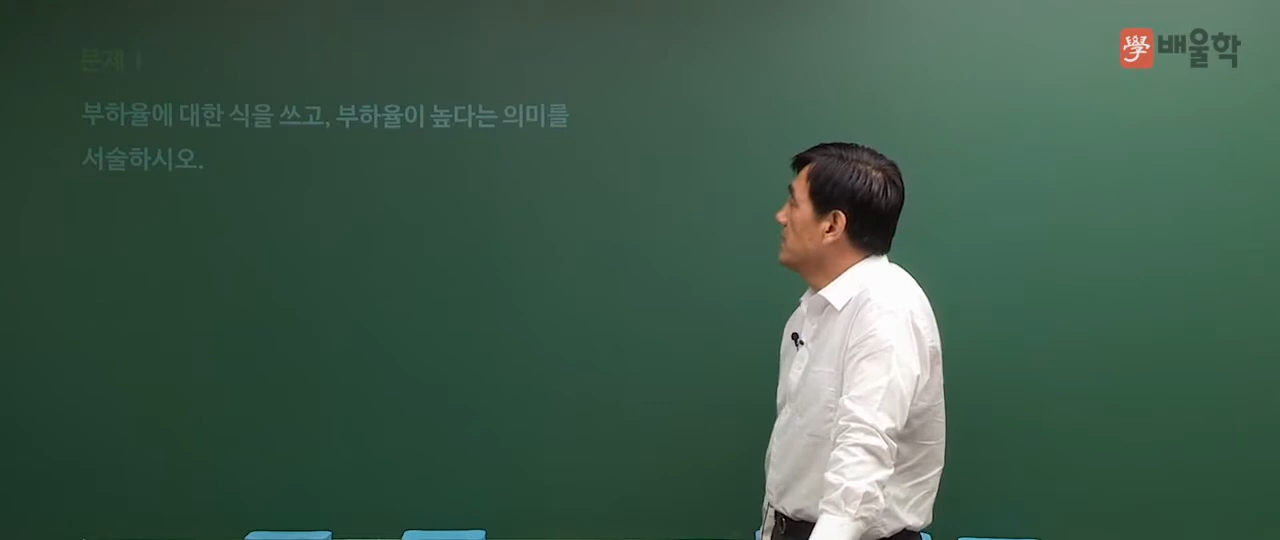 學 배울학
문제 1
부하율에 대한 식을 쓰고, 부하율이 높다는 의미를
서술하시오.